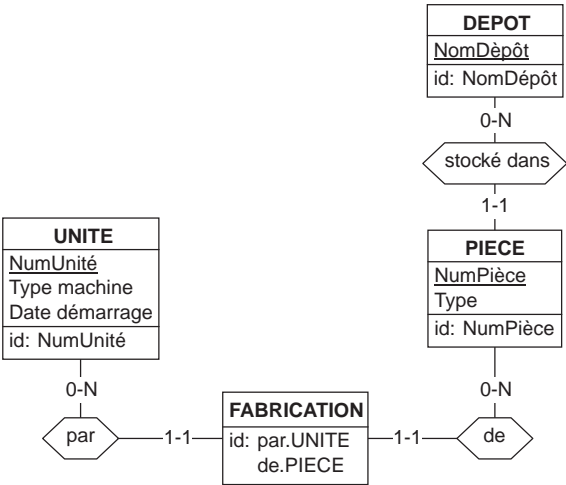 DEPOT
NomDèpôt
id: NomDépôt
0-N
stocké dans
1-1
UNITE
NumUnité
Type machine
Date démarrage
id: NumUnité
PIECE
NumPièce
Type
id: NumPièce
0-N
0-N
par
1-1
FABRICATION
id: par.UNITE
de.PIECE
1-1
de